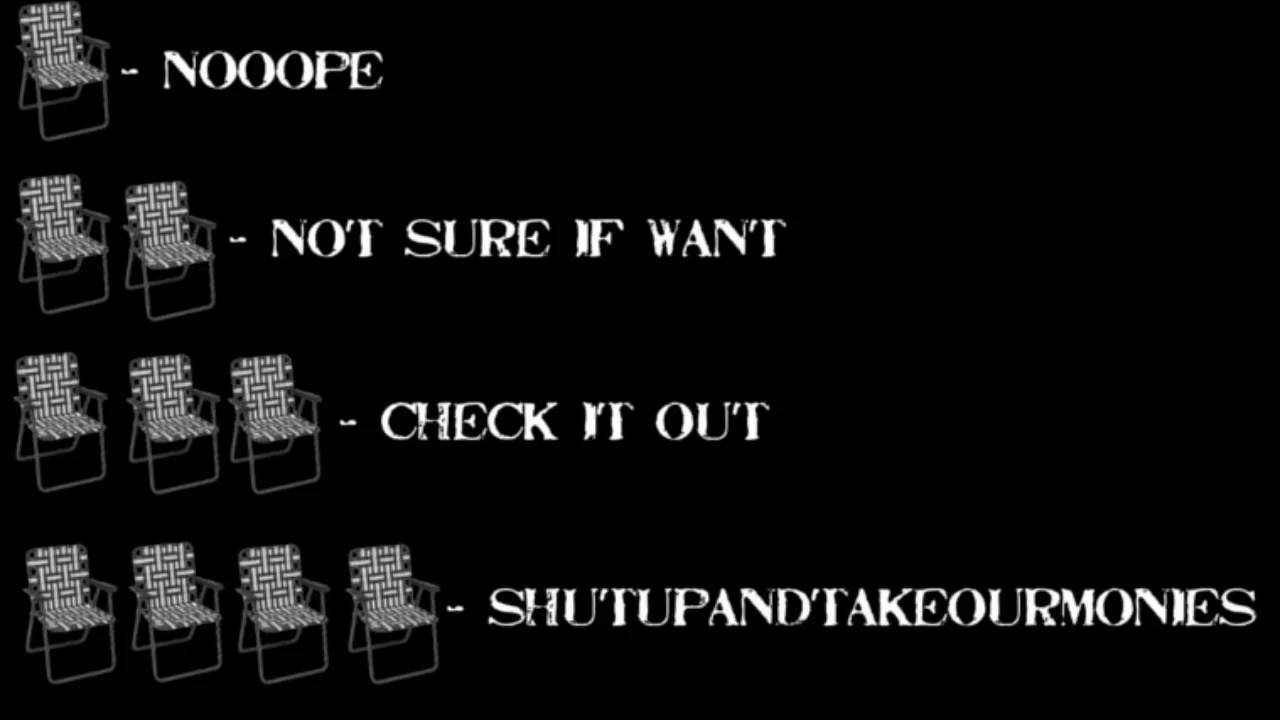 - NOOOPE
- NOT SURE IF WANT
- CHECK IT OUT
- SHUTUPANDTAKEOURMONIES